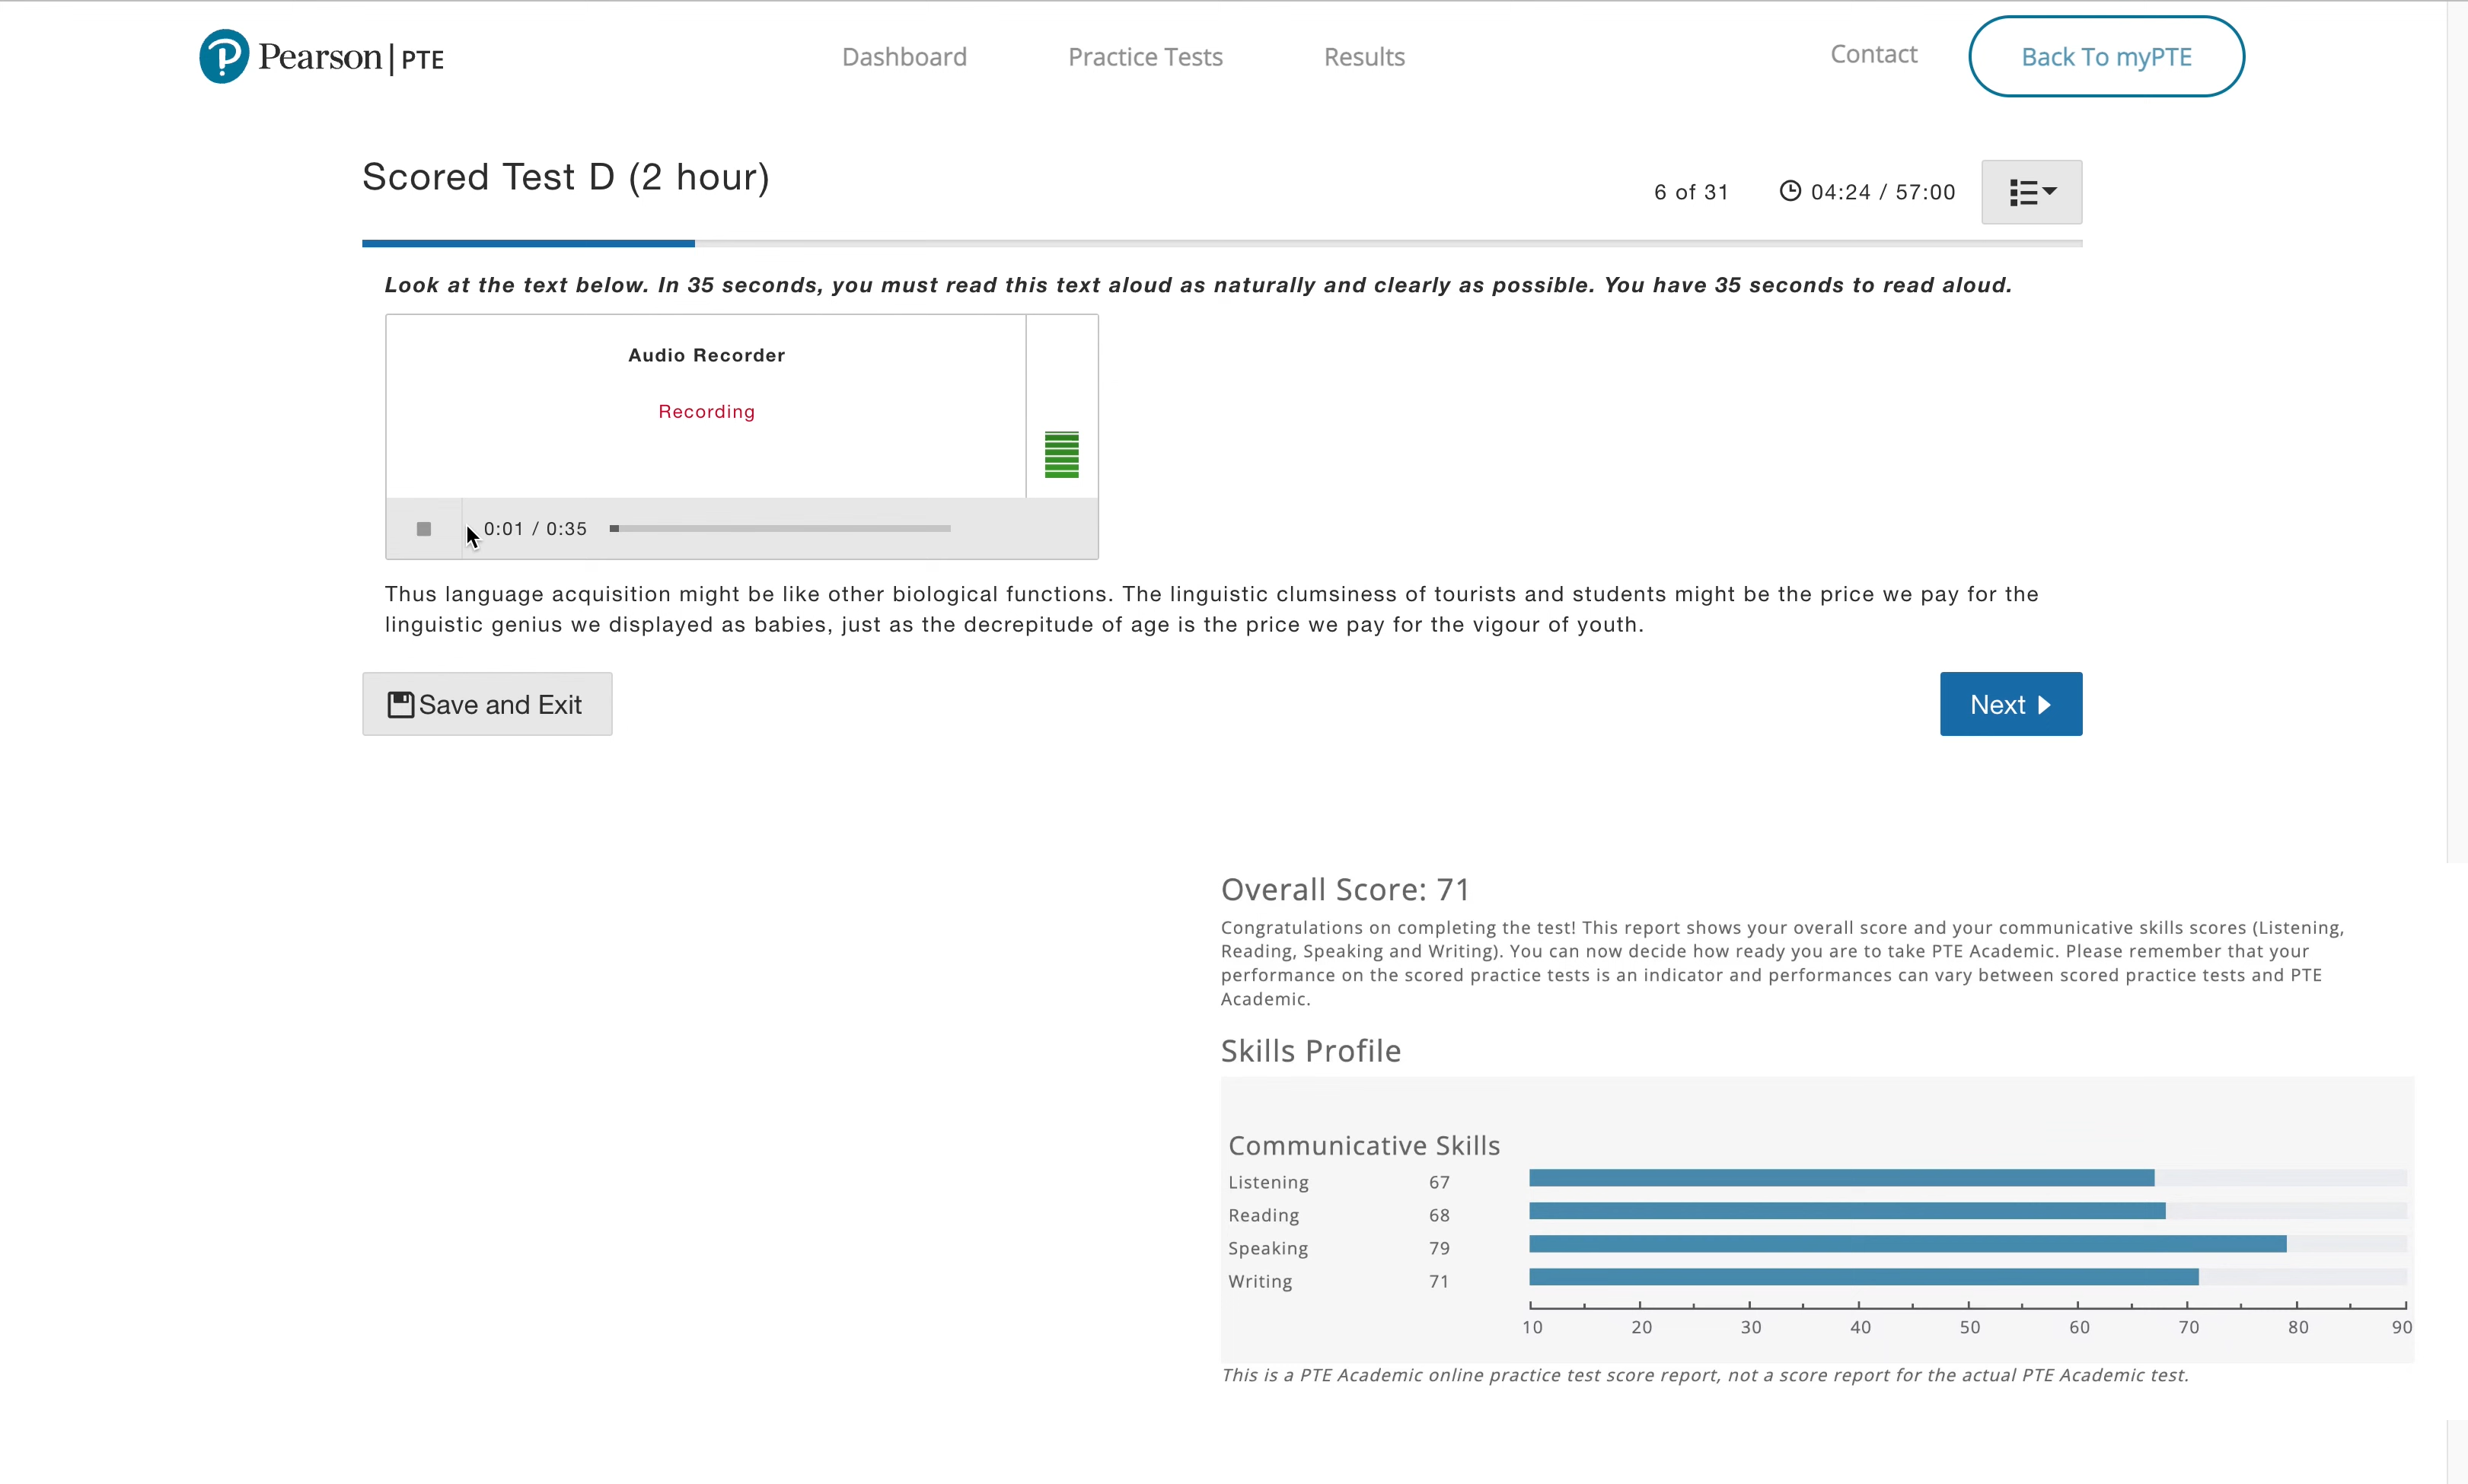 Pearson | PTE
Dashboard
Practice Tests
Results
Contact
Back To myPTE
Scored Test D (2 hour)
6 of 31
04:24 / 57:00
Look at the text below. In 35 seconds, you must read this text aloud as naturally and clearly as possible. You have 35 seconds to read aloud.
Audio Recorder
Recording
0:01 / 0:35
Thus language acquisition might be like other biological functions. The linguistic clumsiness of tourists and students might be the price we pay for the
linguistic genius we displayed as babies, just as the decrepitude of age is the price we pay for the vigour of youth.
Save and Exit
Next
Overall Score: 71
Congratulations on completing the test! This report shows your overall score and your communicative skills scores (Listening,
Reading, Speaking and Writing). You can now decide how ready you are to take PTE Academic. Please remember that your
performance on the scored practice tests is an indicator and performances can vary between scored practice tests and PTE
Academic.
Skills Profile
Communicative Skills
Listening 67
Reading 68
Speaking 79
Writing 71
10 20 30 40 50 60 70 80 90
This is a PTE Academic online practice test score report, not a score report for the actual PTE Academic test.